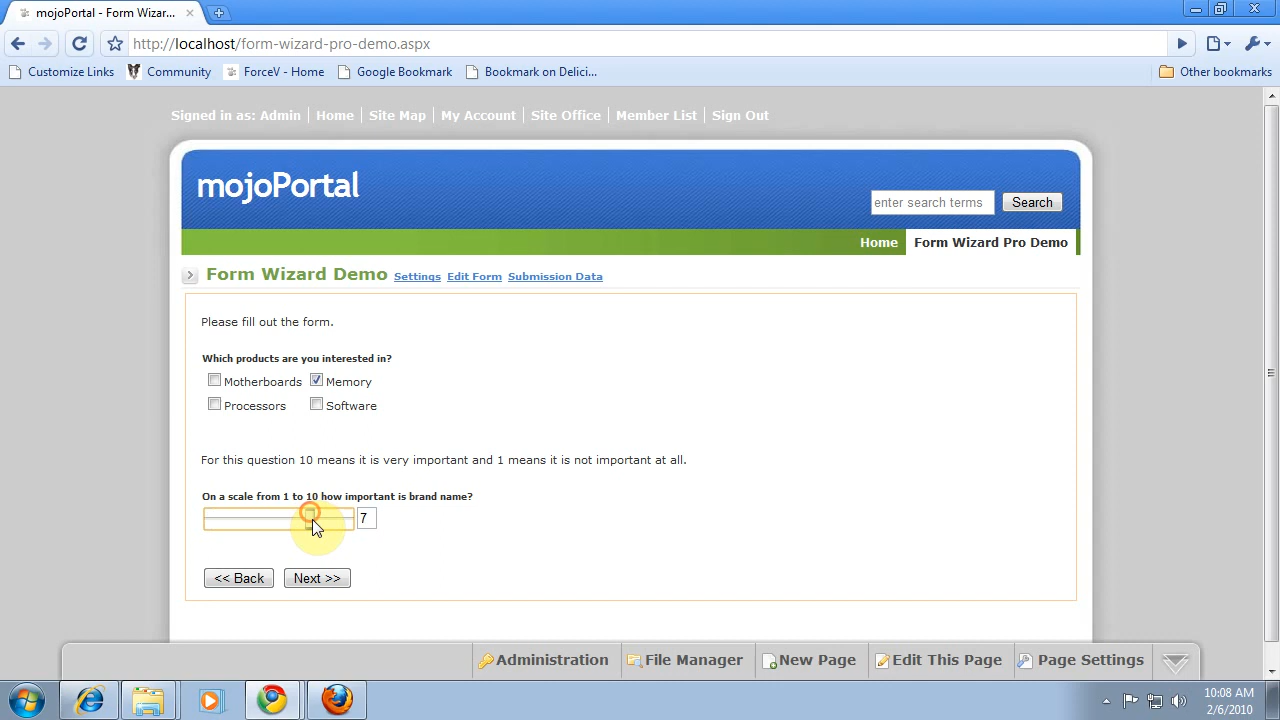 mojoPortal - Form Wizar...
http://localhost/form-wizard-pro-demo.aspx
Customize Links Community ForceV - Home Google Bookmark Bookmark on Delici... Other bookmarks
Signed in as: Admin Home Site Map My Account Site Office Member List Sign Out
mojoPortal
enter search terms Search
Home Form Wizard Pro Demo
Form Wizard Demo Settings Edit Form Submission Data
Please fill out the form.
Which products are you interested in?
Motherboards Memory
Processors Software
For this question 10 means it is very important and 1 means it is not important at all.
On a scale from 1 to 10 how important is brand name?
7
<< Back Next >>
Administration File Manager New Page Edit This Page Page Settings
10:08 AM
2/6/2010